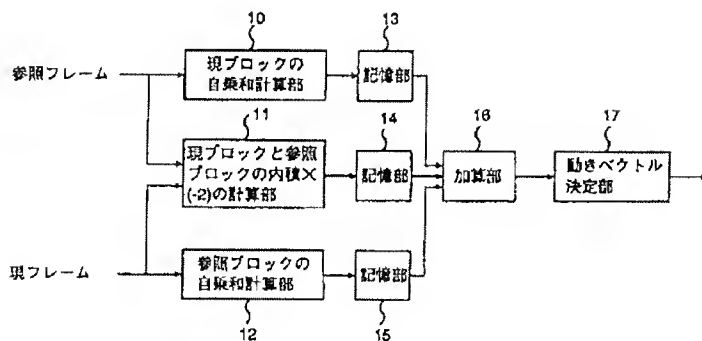 10
13
参照フレーム
現ブロックの
自乗和計算部
記憶部
11
14
16
17
現ブロックと参照
ブロックの内積×
(-2)の計算部
記憶部
加算部
動きベクトル
決定部
現フレーム
参照ブロックの
自乗和計算部
記憶部
12
15